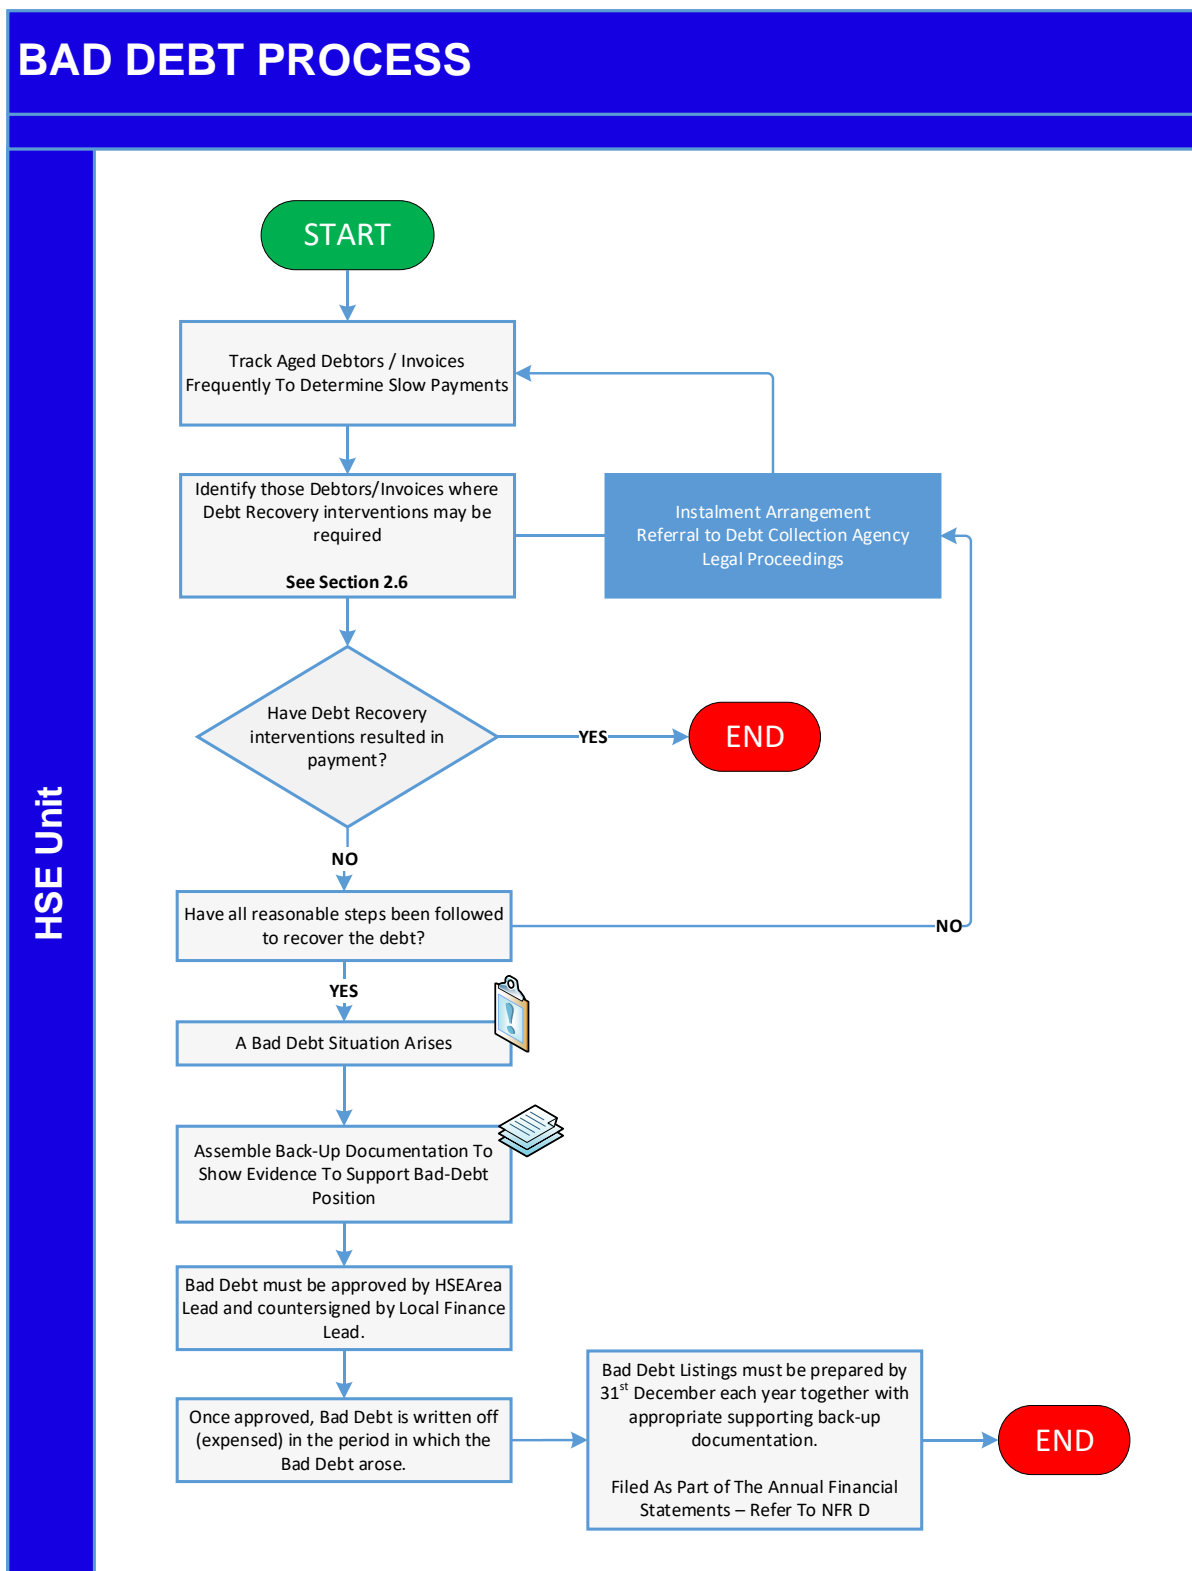 BAD DEBT PROCESS
HSE Unit
START
Track Aged Debtors / Invoices
Frequently To Determine Slow Payments
Identify those Debtors/Invoices where
Debt Recovery interventions may be
required
See Section 2.6
Instalment Arrangement
Referral to Debt Collection Agency
Legal Proceedings
Have Debt Recovery
interventions resulted in
payment?
YES
END
NO
Have all reasonable steps been followed
to recover the debt?
NO
YES
A Bad Debt Situation Arises
Assemble Back-Up Documentation To
Show Evidence To Support Bad-Debt
Position
Bad Debt must be approved by HSEArea
Lead and countersigned by Local Finance
Lead.
Once approved, Bad Debt is written off
(expensed) in the period in which the
Bad Debt arose.
Bad Debt Listings must be prepared by
31st December each year together with
appropriate supporting back-up
documentation.
Filed As Part of The Annual Financial
Statements – Refer To NFR D
END